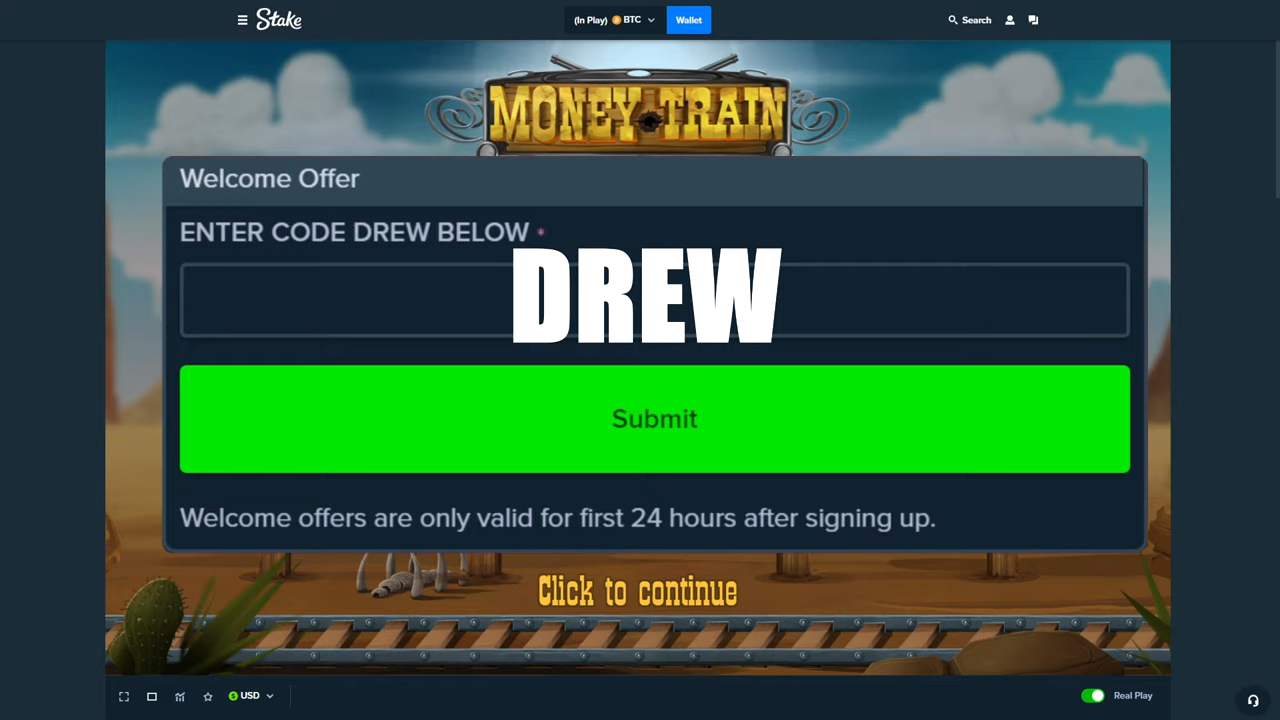 Stake
(In Play) BTC
Wallet
Search
MONEY TRAIN
Welcome Offer
ENTER CODE DREW BELOW *
DREW
Submit
Welcome offers are only valid for first 24 hours after signing up.
Click to continue
USD
Real Play